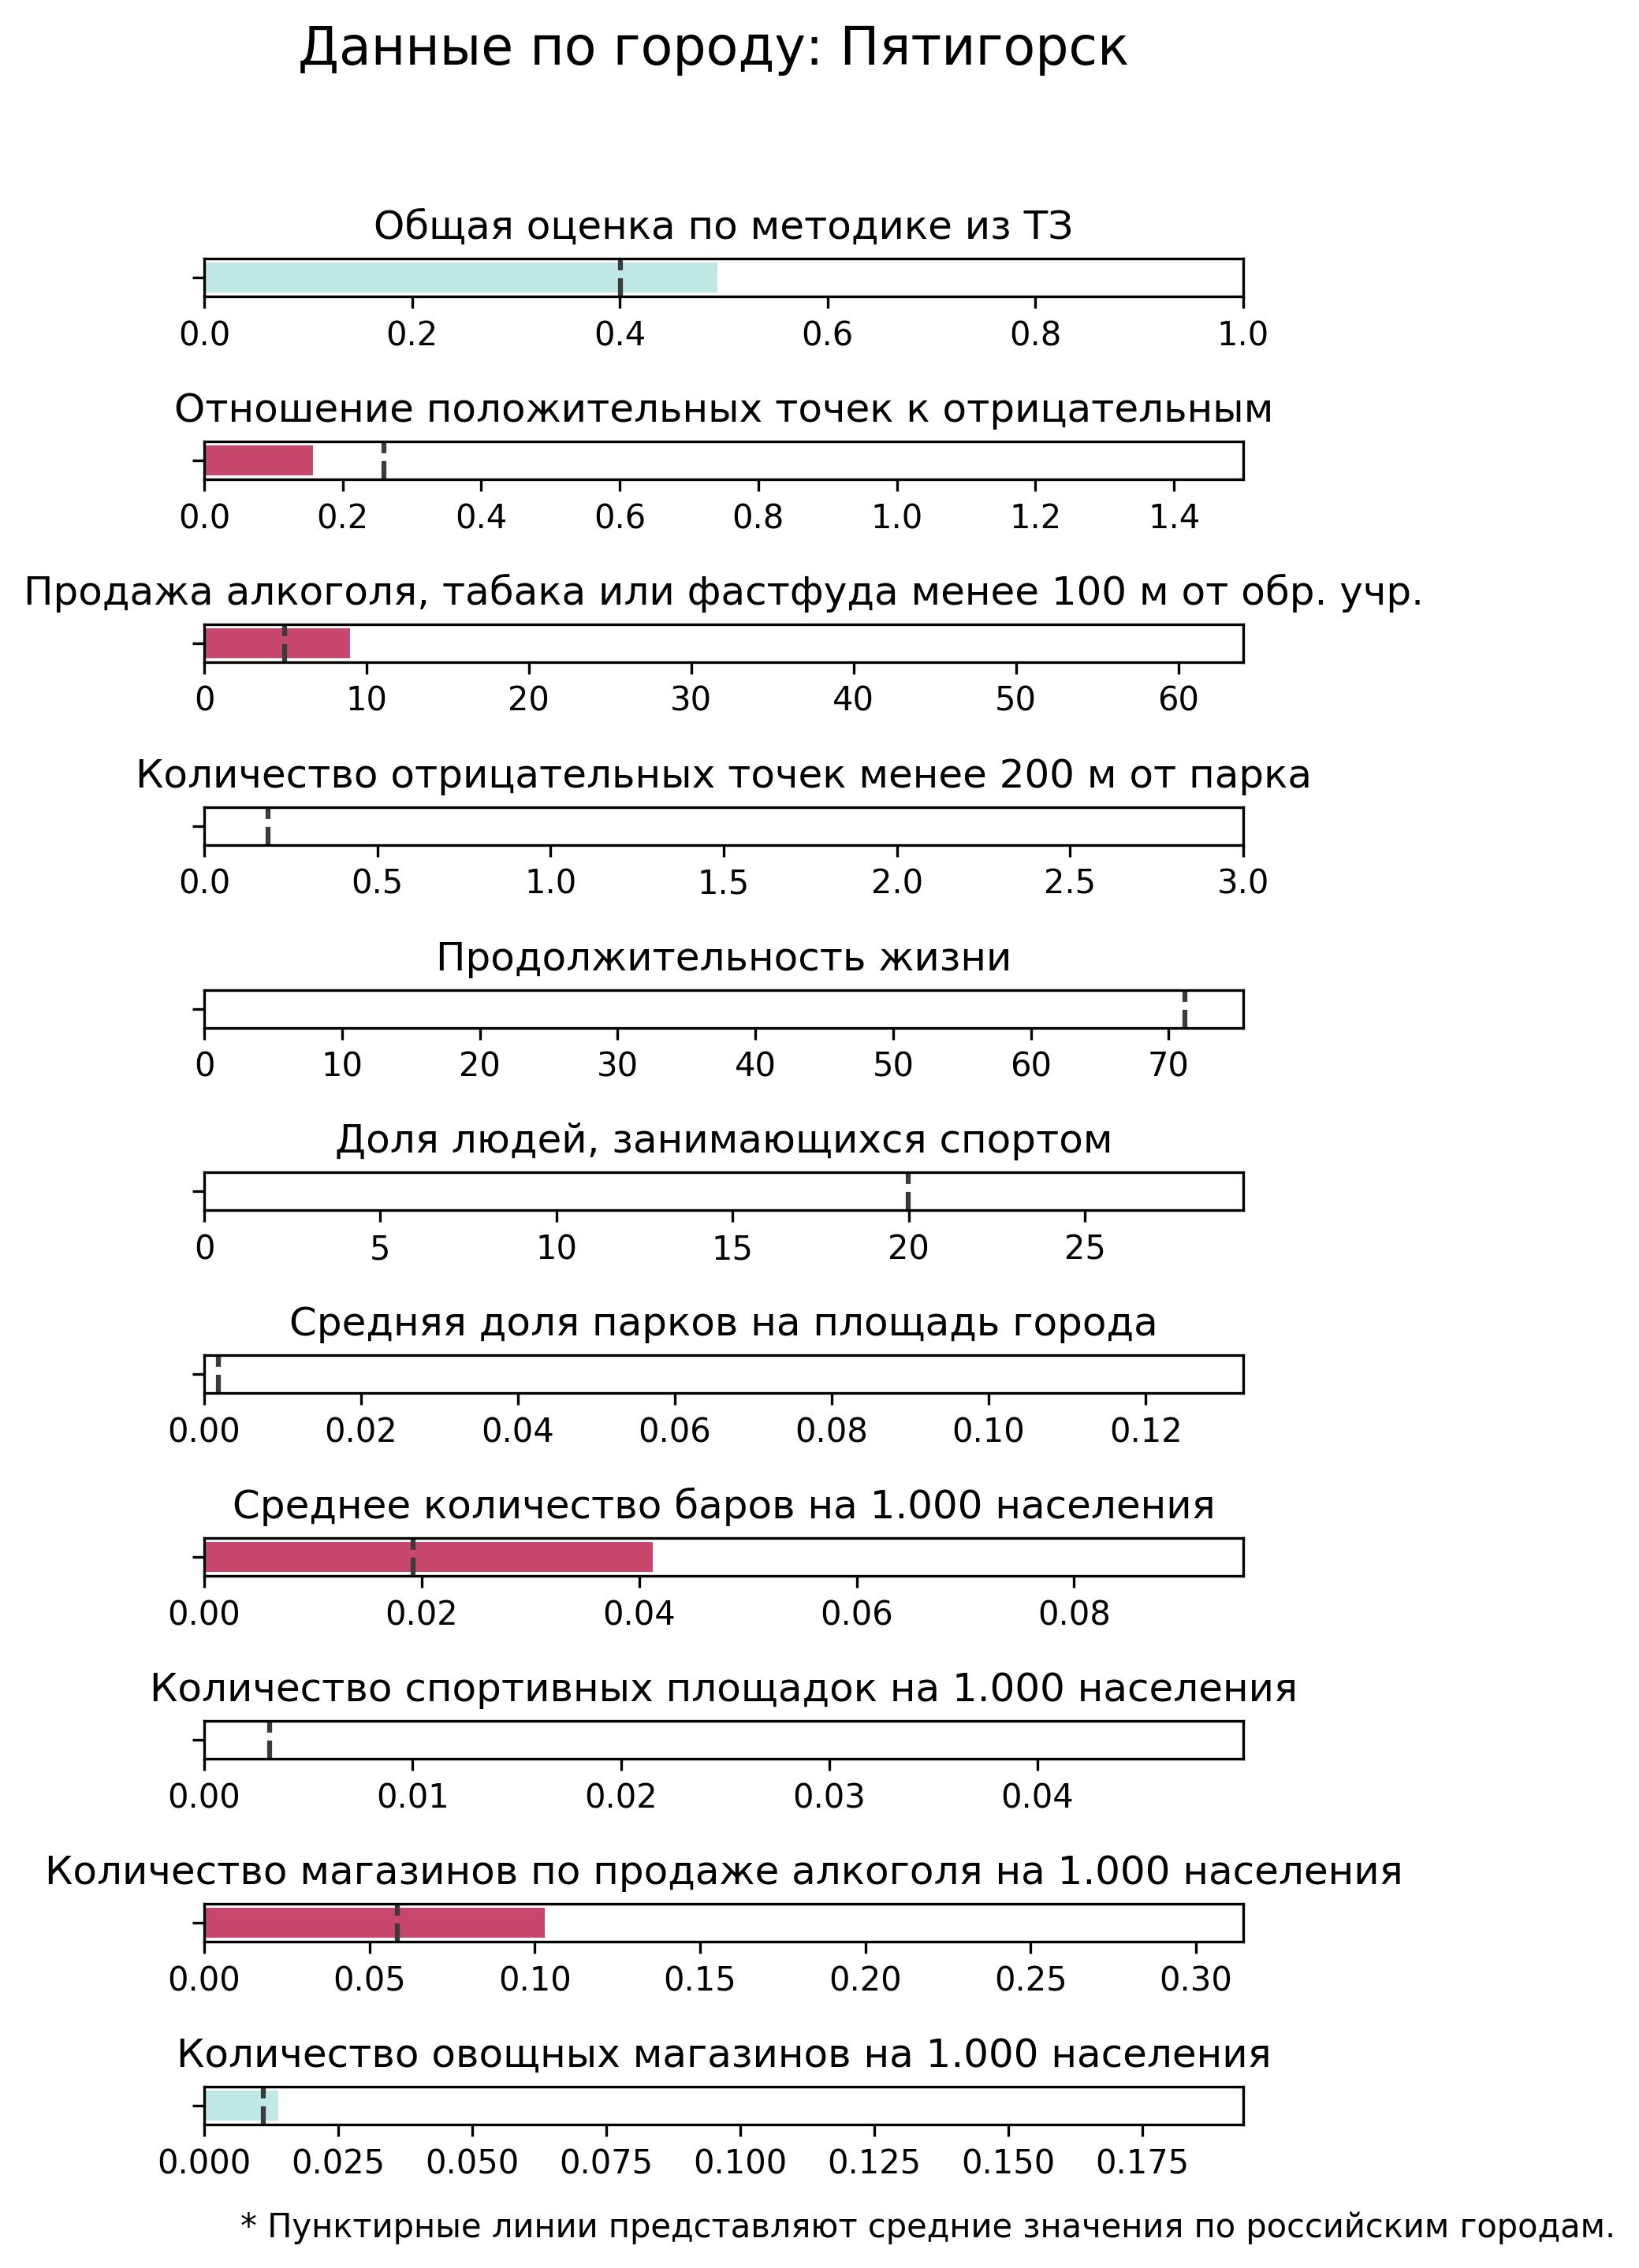 Данные по городу: Пятигорск
Общая оценка по методике из ТЗ
0.0 0.2 0.4 0.6 0.8 1.0
Отношение положительных точек к отрицательным
0.0 0.2 0.4 0.6 0.8 1.0 1.2 1.4
Продажа алкоголя, табака или фастфуда менее 100 м от обр. учр.
0 10 20 30 40 50 60
Количество отрицательных точек менее 200 м от парка
0.0 0.5 1.0 1.5 2.0 2.5 3.0
Продолжительность жизни
0 10 20 30 40 50 60 70
Доля людей, занимающихся спортом
0 5 10 15 20 25
Средняя доля парков на площадь города
0.00 0.02 0.04 0.06 0.08 0.10 0.12
Среднее количество баров на 1.000 населения
0.00 0.02 0.04 0.06 0.08
Количество спортивных площадок на 1.000 населения
0.00 0.01 0.02 0.03 0.04
Количество магазинов по продаже алкоголя на 1.000 населения
0.00 0.05 0.10 0.15 0.20 0.25 0.30
Количество овощных магазинов на 1.000 населения
0.000 0.025 0.050 0.075 0.100 0.125 0.150 0.175
* Пунктирные линии представляют средние значения по российским городам.